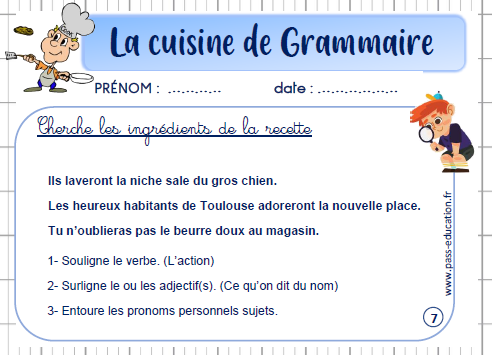 La cuisine de Grammaire
PRÉNOM : ............ date : ...................
Cherche les ingrédients de la recette
Ils laveront la niche sale du gros chien.
Les heureux habitants de Toulouse adoreront la nouvelle place.
Tu n'oublieras pas le beurre doux au magasin.
1- Souligne le verbe. (L'action)
2- Surligne le ou les adjectif(s). (Ce qu'on dit du nom)
3- Entoure les pronoms personnels sujets.
www.pass-education.fr
7